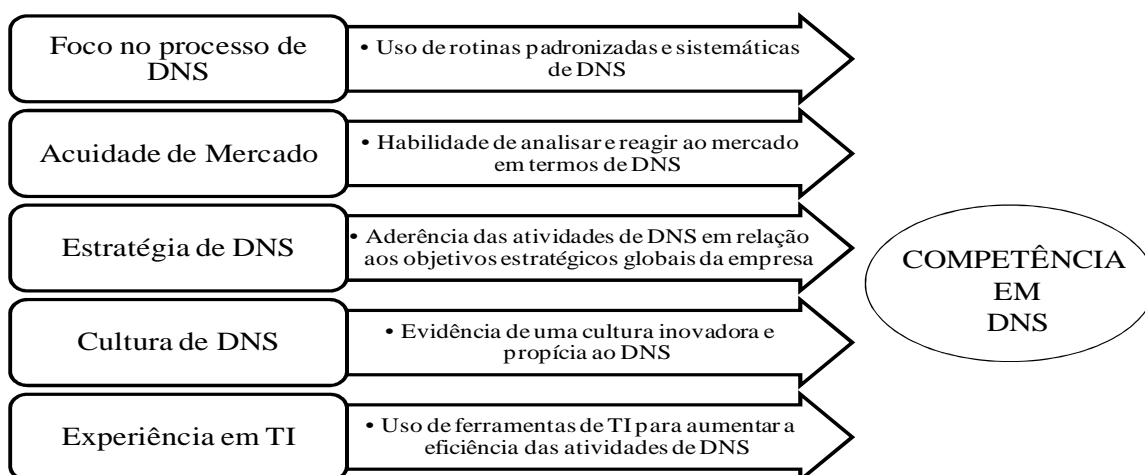 Foco no processo de
DNS
• Uso de rotinas padronizadas e sistemáticas
de DNS
Acuidade de Mercado
• Habilidade de analisar e reagir ao mercado
em termos de DNS
Estratégia de DNS
• Aderência das atividades de DNS em relação
aos objetivos estratégicos globais da empresa
Cultura de DNS
• Evidência de uma cultura inovadora e
propícia ao DNS
Experiência em TI
• Uso de ferramentas de TI para aumentar a
eficiência das atividades de DNS
COMPETÊNCIA
EM
DNS